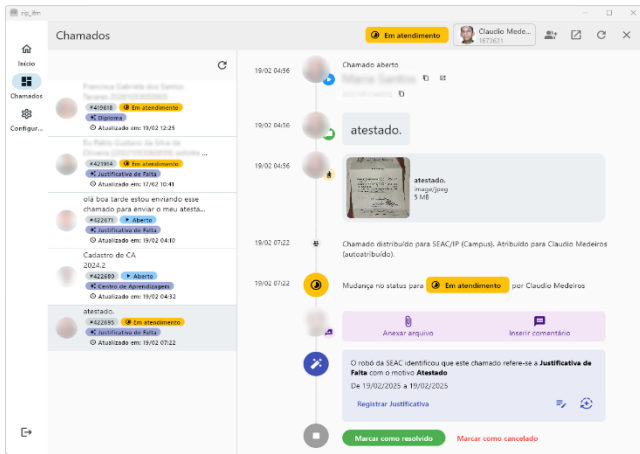 rip_ifrn
Chamados
Em atendimento
Claudio Mede...
1673621
Início
Chamados
Configur...
#419618 Em atendimento
Diploma
Atualizado em: 19/02 12:25
#421914 Em atendimento
Justificativa de Falta
Atualizado em: 17/02 10:41
olá boa tarde estou enviando esse
chamado para enviar o meu atesta...
#422671 Aberto
Justificativa de Falta
Atualizado em: 19/02 04:10
Cadastro de CA
2024.2
#422680 Aberto
Centro de Aprendizagem
Atualizado em: 19/02 04:32
atestado.
#422695 Em atendimento
Justificativa de Falta
Atualizado em: 19/02 07:22
19/02 04:56
Chamado aberto
19/02 04:56
atestado.
19/02 04:56
atestado.
image/jpeg
5 MB
19/02 07:22
Chamado distribuído para SEAC/IP (Campus). Atribuído para Claudio Medeiros
(autoatribuído).
19/02 07:22
Mudança no status para Em atendimento por Claudio Medeiros
Anexar arquivo
Inserir comentário
O robô da SEAC identificou que este chamado refere-se a Justificativa de
Falta com o motivo Atestado
De 19/02/2025 a 19/02/2025
Registrar Justificativa
Marcar como resolvido
Marcar como cancelado